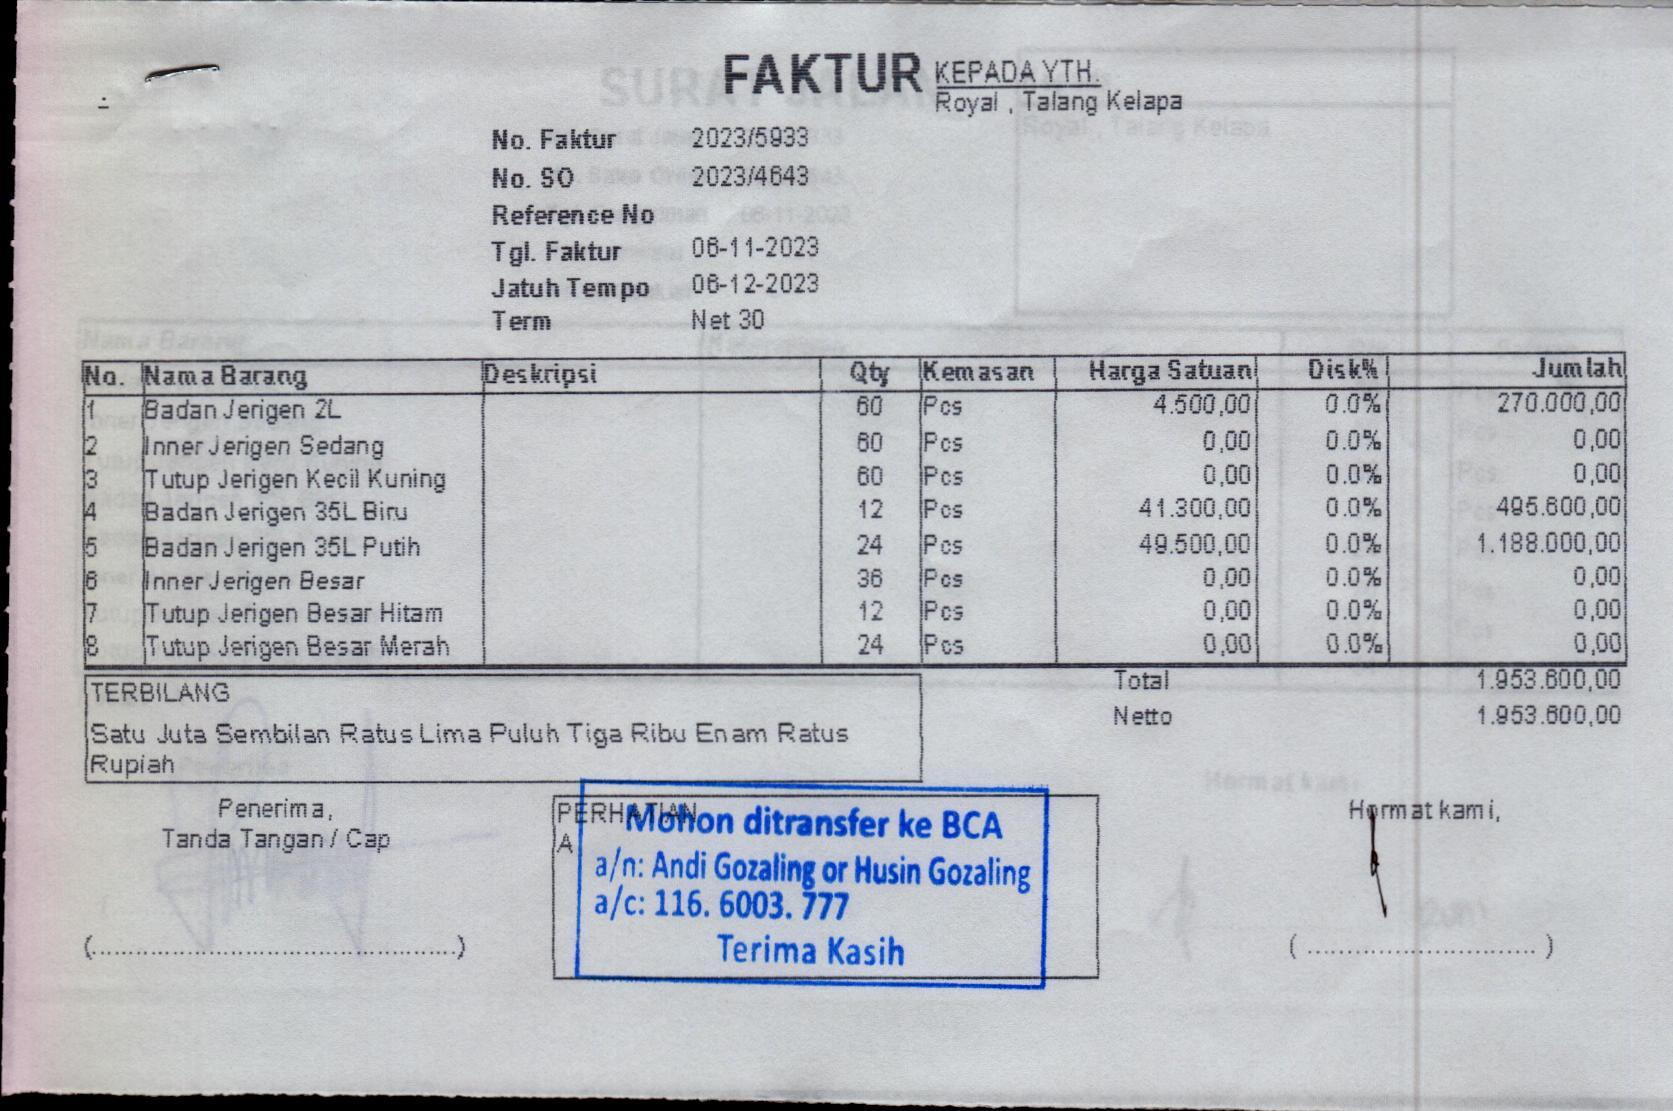 FAKTUR
KEPADA YTH.
Royal , Talang Kelapa
No. Faktur 2023/5933
No. SO 2023/4643
Reference No
Tgl. Faktur 06-11-2023
Jatuh Tempo 06-12-2023
Term Net 30
No. Nama Barang Deskripsi Qty Kemasan Harga Satuan Disk% Jumlah
1 Badan Jerigen 2L 60 Pcs 4.500,00 0.0% 270.000,00
2 Inner Jerigen Sedang 60 Pcs 0,00 0.0% 0,00
3 Tutup Jerigen Kecil Kuning 60 Pcs 0,00 0.0% 0,00
4 Badan Jerigen 35L Biru 12 Pcs 41.300,00 0.0% 495.600,00
5 Badan Jerigen 35L Putih 24 Pcs 49.500,00 0.0% 1.188.000,00
6 Inner Jerigen Besar 36 Pcs 0,00 0.0% 0,00
7 Tutup Jerigen Besar Hitam 12 Pcs 0,00 0.0% 0,00
8 Tutup Jerigen Besar Merah 24 Pcs 0,00 0.0% 0,00
Total 1.953.600,00
Netto 1.953.600,00
TERBILANG
Satu Juta Sembilan Ratus Lima Puluh Tiga Ribu Enam Ratus
Rupiah
Penerima,
Tanda Tangan / Cap
(..............................................)
PERHATIAN
A
Mohon ditransfer ke BCA
a/n: Andi Gozaling or Husin Gozaling
a/c: 116. 6003. 777
Terima Kasih
Hormat kami,
( ............................. )